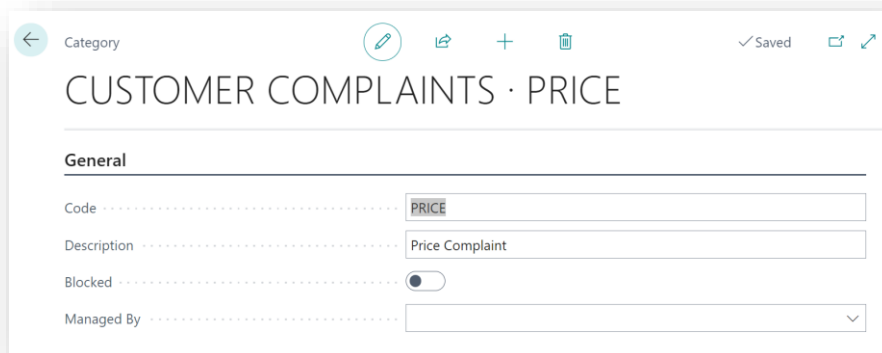 Category
Saved
CUSTOMER COMPLAINTS · PRICE
General
Code PRICE
Description Price Complaint
Blocked
Managed By